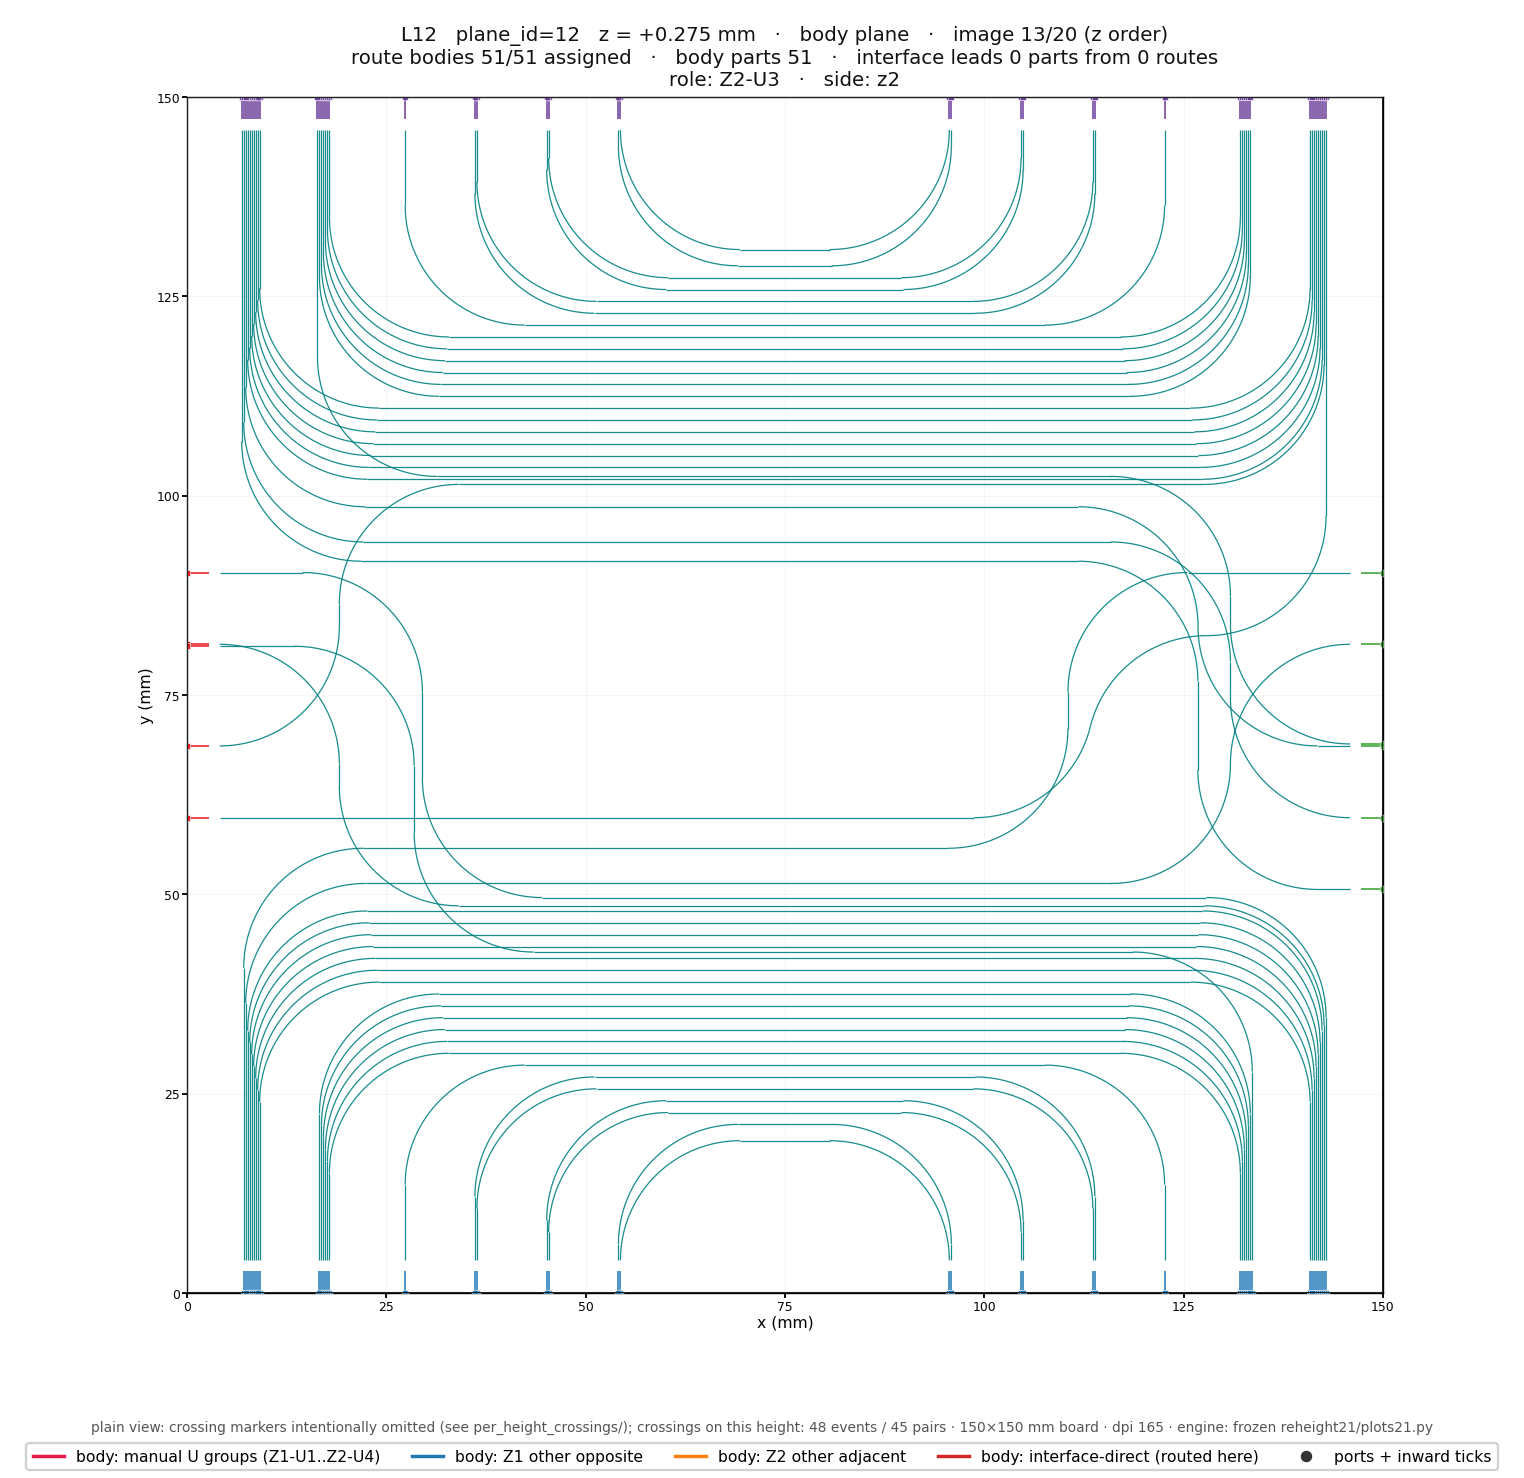 L12   plane_id=12   z = +0.275 mm   ·   body plane   ·   image 13/20 (z order)
route bodies 51/51 assigned   ·   body parts 51   ·   interface leads 0 parts from 0 routes
role: Z2-U3   ·   side: z2
150
125
100
75
50
25
0
y (mm)
0 25 50 75 100 125 150
x (mm)
plain view: crossing markers intentionally omitted (see per_height_crossings/); crossings on this height: 48 events / 45 pairs · 150×150 mm board · dpi 165 · engine: frozen reheight21/plots21.py
body: manual U groups (Z1-U1..Z2-U4) body: Z1 other opposite body: Z2 other adjacent body: interface-direct (routed here) ports + inward ticks